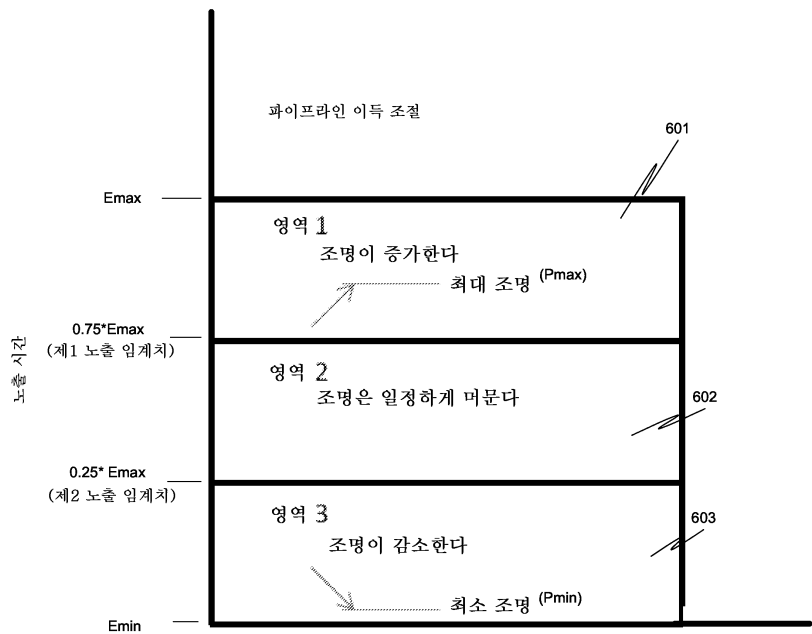 파이프라인 이득 조절
601
Emax
영역 1
조명이 증가한다
최대 조명 (Pmax)
0.75*Emax
(제1 노출 임계치)
노출 시간
영역 2
조명은 일정하게 머문다
602
0.25* Emax
(제2 노출 임계치)
영역 3
603
조명이 감소한다
최소 조명 (Pmin)
Emin